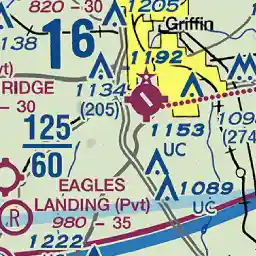 820 - 30
1205
Griffin
16
138
1192
vt)
RIDGE
1134
- 30
(205)
109
125
1153
(274
60
UC
EAGLES
1089
LANDING (Pvt)
UC
R
980 - 35
1222